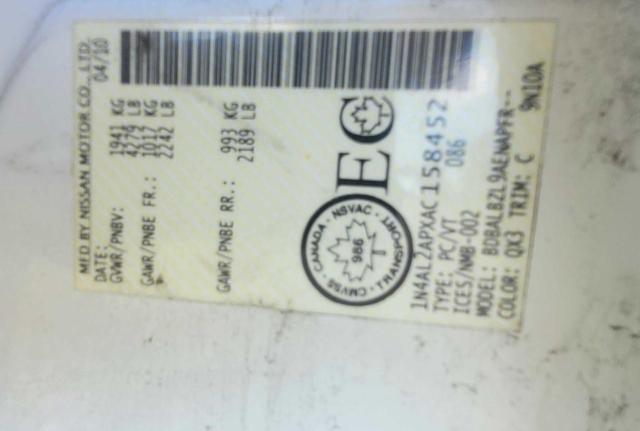 MFD BY NISSAN MOTOR CO., LTD.
DATE: 04/10
GVWR/PNBV: 1941 KG
4279 LB
GAWR/PNBE FR.: 1017 KG
2242 LB
GAWR/PNBE RR.: 993 KG
2189 LB
CANADA · NSVAC · TRANSPORT · CMVSS
986
EC
1N4AL2APXAC158452
TYPE: PC/VT 086
ICES/NMB-002
MODEL: BDBALBZL9AENAPFR--
COLOR: QX3 TRIM: C 9N10A